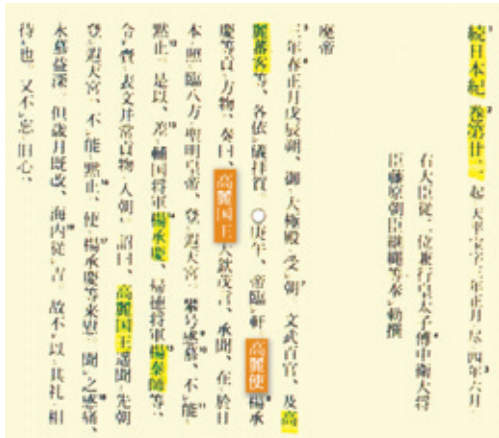 続日本紀 巻第廿二 起天平宝字三年正月尽四年六月
右大臣従二位兼行皇太子傅中衛大将
臣藤原朝臣継縄等奉勅撰
廃帝
三年春正月戊辰朔、御大極殿受朝。文武百官、及高
麗蕃客等、各依儀拝賀。○庚午、帝臨軒。高麗使楊承
慶等貢方物、奏曰、高麗国王大欽茂言、承聞、在於日
本照臨八方聖明皇帝、登遐天宮。攀号感慕、不能
黙止。是以、差輔国将軍楊承慶、帰徳将軍楊泰師等、
令齎表文并常貢物入朝。詔曰、高麗国王遥聞先朝
登遐天宮、不能黙止、使楊承慶等来慰。聞之感痛、
永慕益深。但歳月既改、海内従吉。故不以其礼相
待也。又不忘旧心、